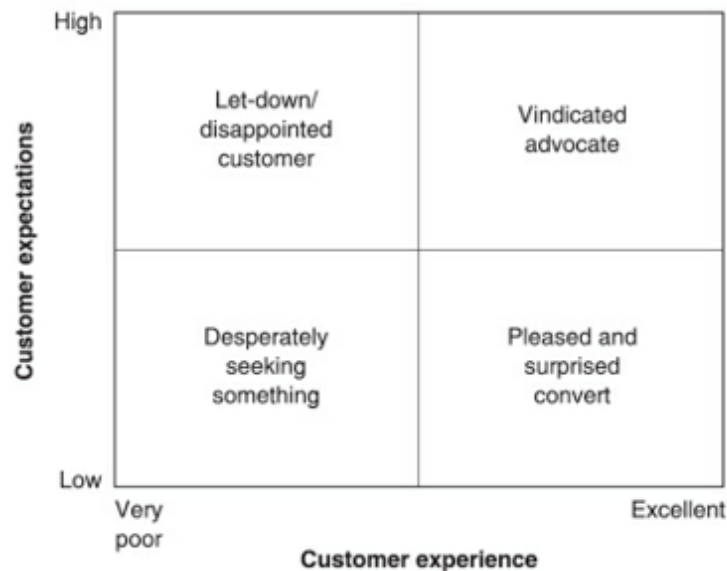 High
Let-down/
disappointed
customer
Vindicated
advocate
Customer expectations
Desperately
seeking
something
Pleased and
surprised
convert
Low
Very
poor
Excellent
Customer experience